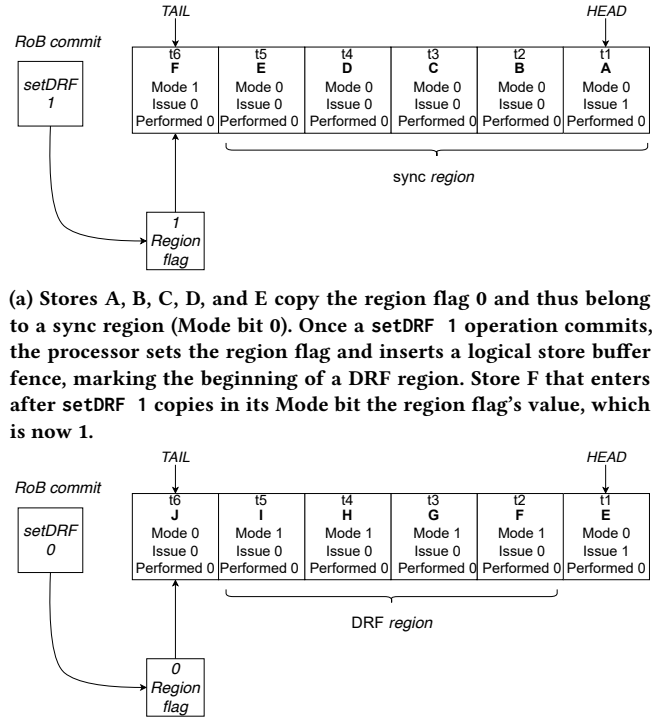 TAIL HEAD
RoB commit
setDRF
1
t6 t5 t4 t3 t2 t1
F E D C B A
Mode 1 Mode 0 Mode 0 Mode 0 Mode 0 Mode 0
Issue 0 Issue 0 Issue 0 Issue 0 Issue 0 Issue 1
Performed 0 Performed 0 Performed 0 Performed 0 Performed 0 Performed 0
sync region
1
Region
flag
(a) Stores A, B, C, D, and E copy the region flag 0 and thus belong
to a sync region (Mode bit 0). Once a setDRF 1 operation commits,
the processor sets the region flag and inserts a logical store buffer
fence, marking the beginning of a DRF region. Store F that enters
after setDRF 1 copies in its Mode bit the region flag's value, which
is now 1.
TAIL HEAD
RoB commit
setDRF
0
t6 t5 t4 t3 t2 t1
J I H G F E
Mode 0 Mode 1 Mode 1 Mode 1 Mode 1 Mode 0
Issue 0 Issue 0 Issue 0 Issue 0 Issue 0 Issue 1
Performed 0 Performed 0 Performed 0 Performed 0 Performed 0 Performed 0
DRF region
0
Region
flag